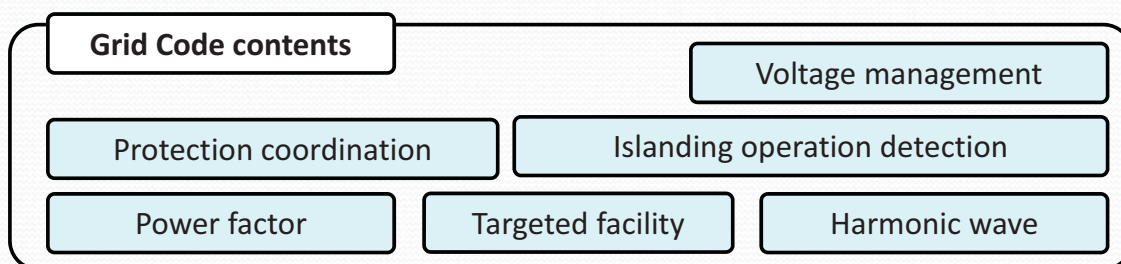 Grid Code contents
Voltage management
Protection coordination
Islanding operation detection
Power factor
Targeted facility
Harmonic wave